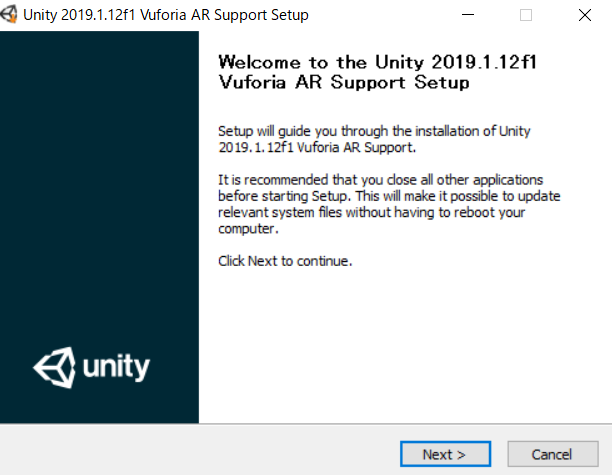 Unity 2019.1.12f1 Vuforia AR Support Setup
Welcome to the Unity 2019.1.12f1
Vuforia AR Support Setup
Setup will guide you through the installation of Unity
2019.1.12f1 Vuforia AR Support.
It is recommended that you close all other applications
before starting Setup. This will make it possible to update
relevant system files without having to reboot your
computer.
Click Next to continue.
unity
Next >
Cancel